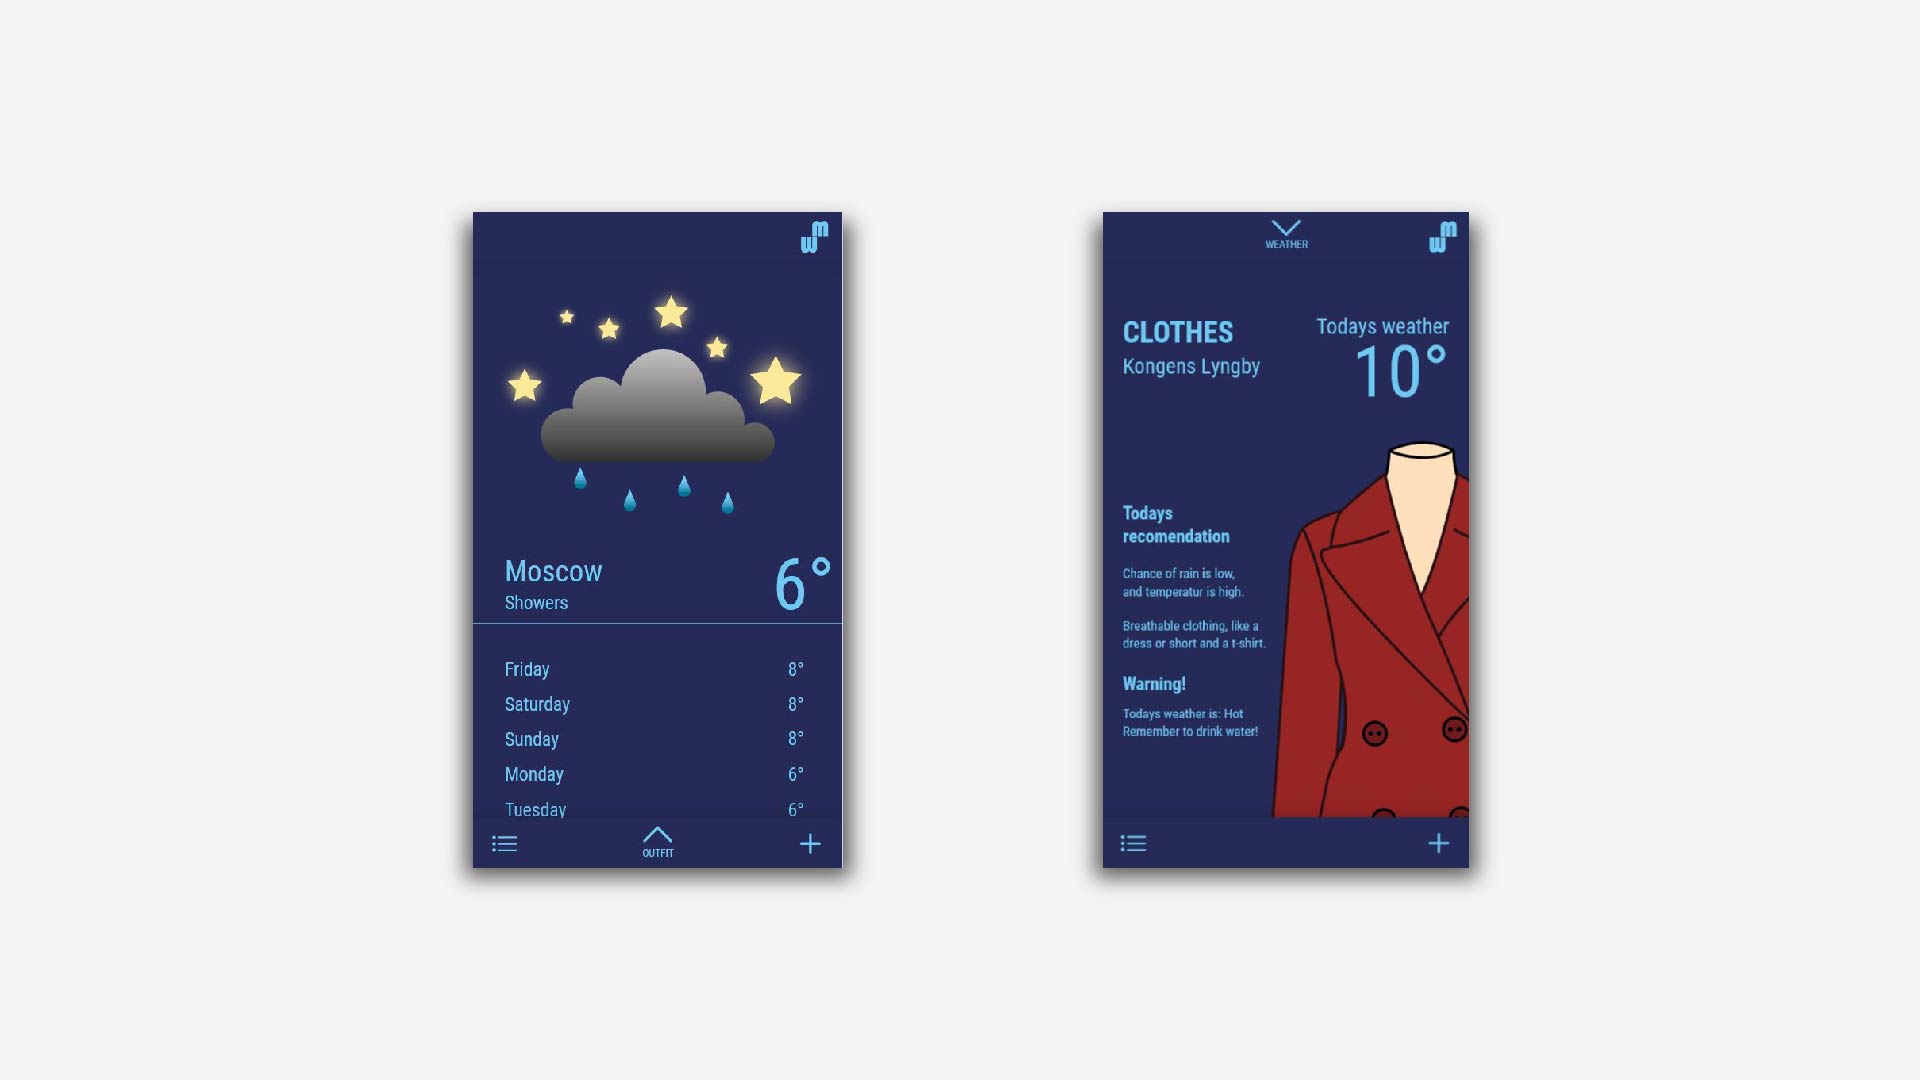 wm
Moscow
Showers
6°
Friday 8°
Saturday 8°
Sunday 8°
Monday 6°
Tuesday 6°
OUTFIT
WEATHER
wm
CLOTHES
Kongens Lyngby
Todays weather
10°
Todays
recomendation
Chance of rain is low,
and temperatur is high.
Breathable clothing, like a
dress or short and a t-shirt.
Warning!
Todays weather is: Hot
Remember to drink water!